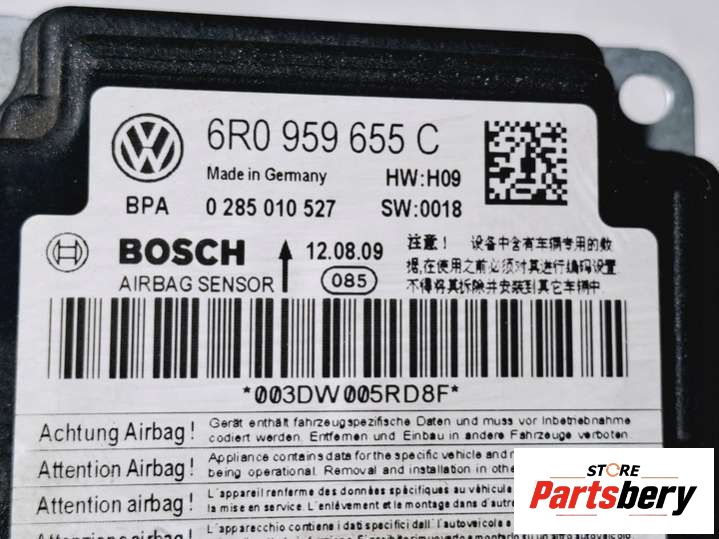 6R0 959 655 C
Made in Germany HW:H09
BPA 0 285 010 527 SW:0018
BOSCH
AIRBAG SENSOR
12.08.09
085
注意! 设备中含有车辆专用的数
据,在使用之前必须对其进行编码设置
不得将其拆除并安装到其它车辆中
*003DW005RD8F*
Achtung Airbag! Gerät enthält fahrzeugspezifische Daten und muss vor Inbetriebnahme
codiert werden. Entfernen und Einbau in andere Fahrzeuge verboten.
Attention Airbag! Appliance contains data for the specific vehicle and
being operational. Removal and installation in
Attention airbag! L'appareil renferme des données spécifiques au véhicule
la mise en service. L'enlèvement et le montage dans
L'apparecchio contiene i dati specifici dell'autoveicolo e
STORE
Partsbery